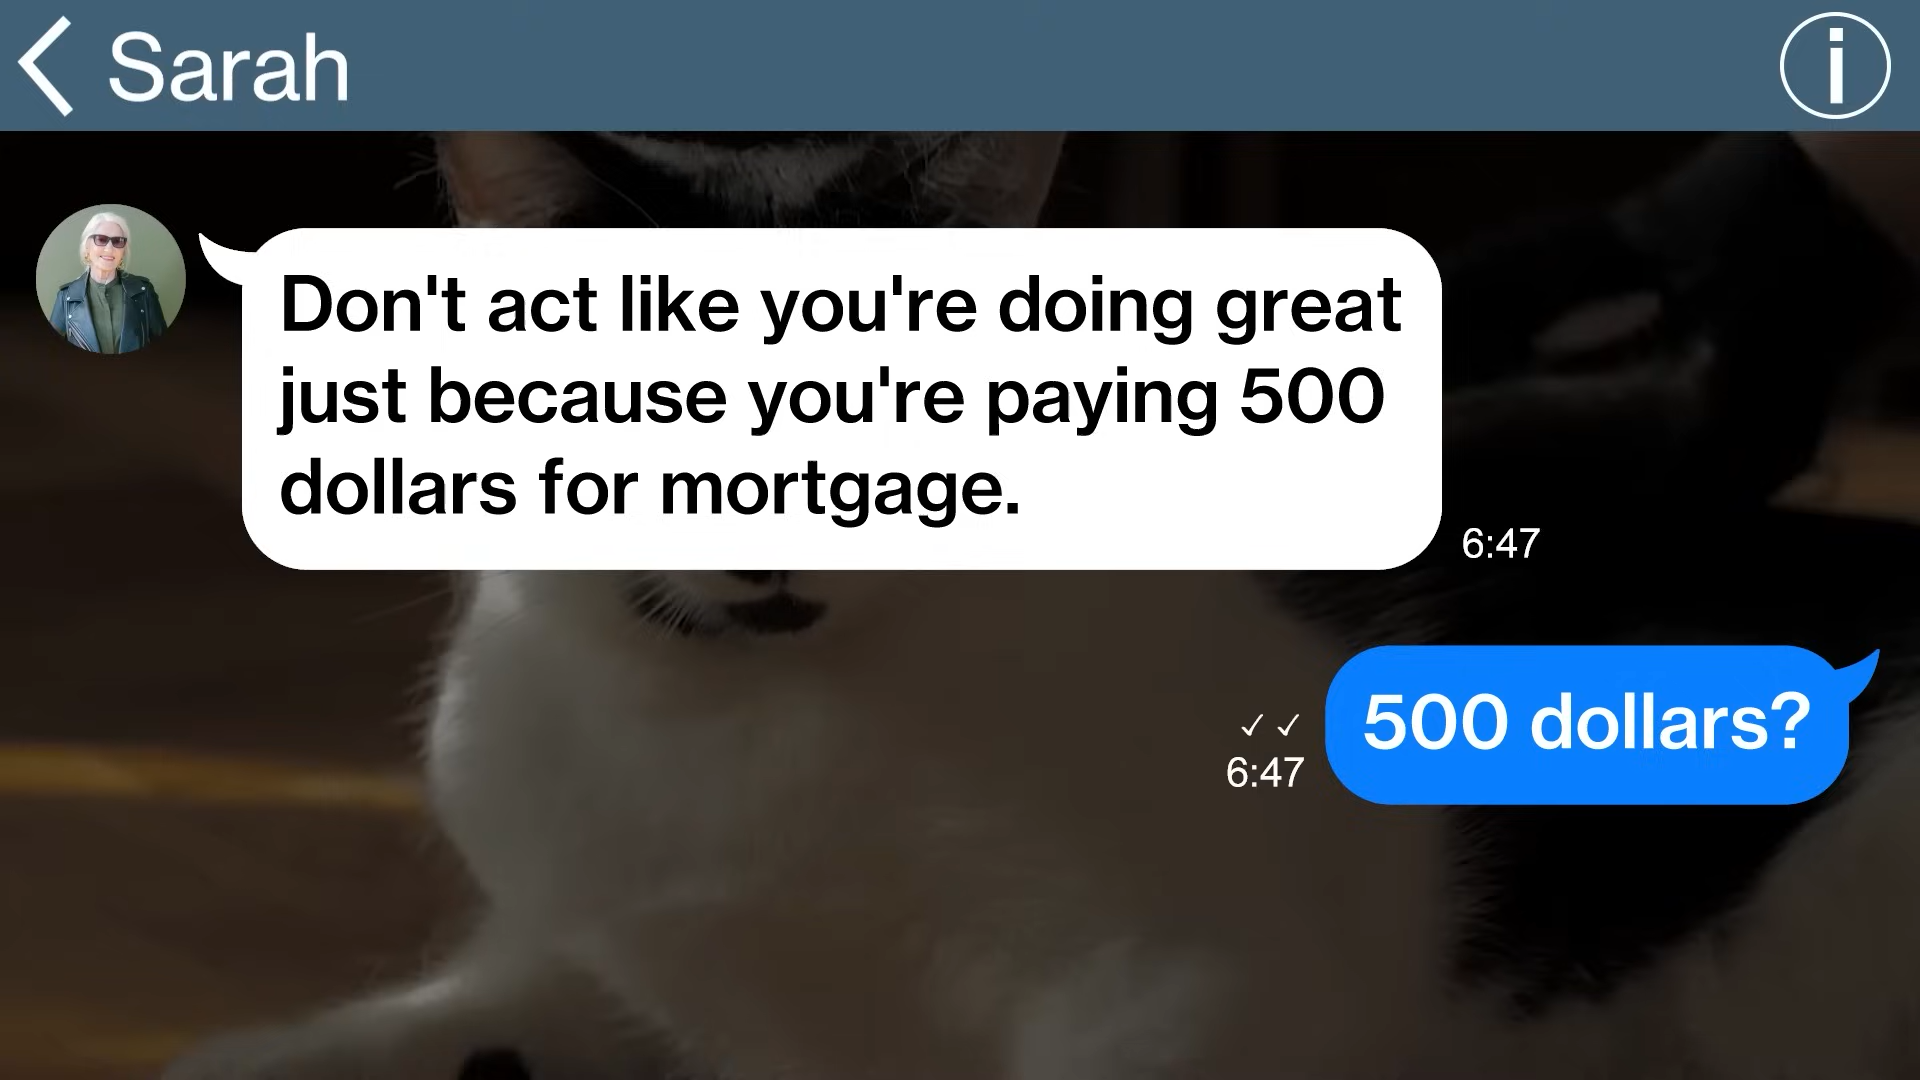 Sarah
Don't act like you're doing great
just because you're paying 500
dollars for mortgage.
6:47
500 dollars?
✓ ✓
6:47